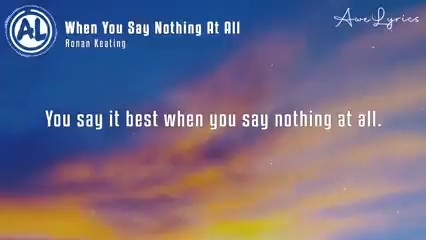 AL
When You Say Nothing At All
Ronan Keating
AweLyrics
You say it best when you say nothing at all.